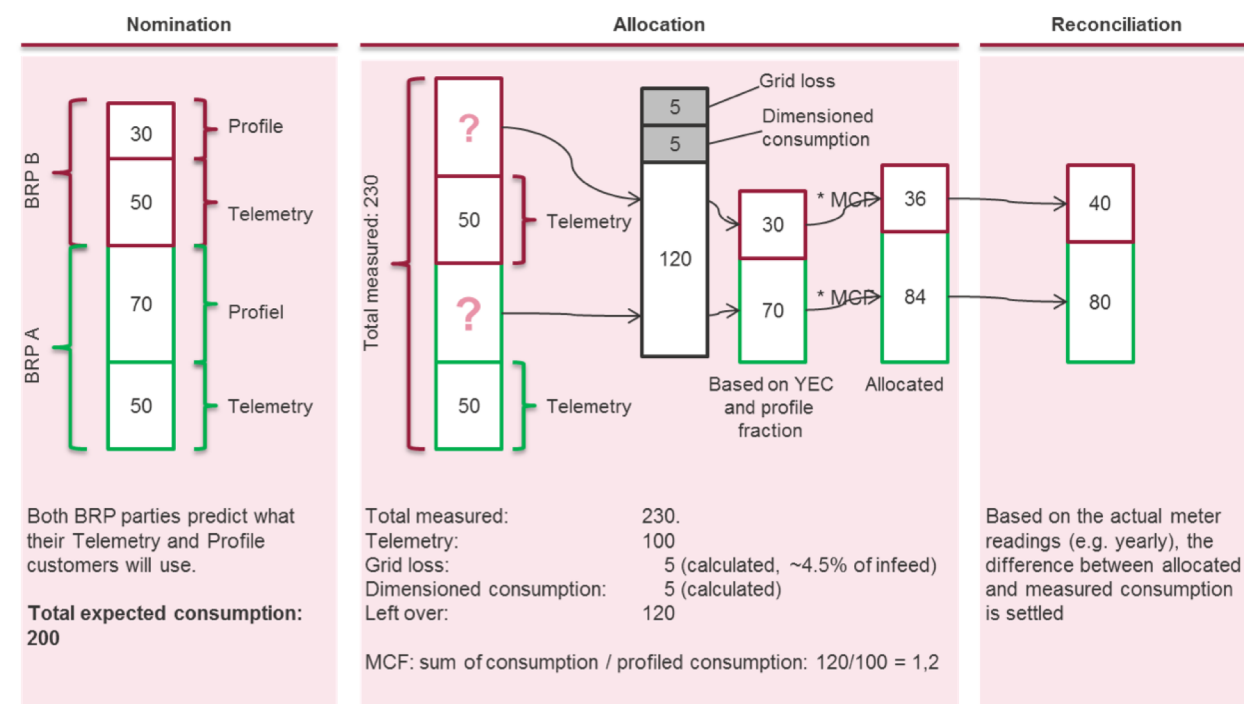 Nomination
Allocation
Reconciliation
BRP B
BRP A
30
50
70
50
Profile
Telemetry
Profiel
Telemetry
Total measured: 230
?
50
?
50
Telemetry
Telemetry
5
5
120
Grid loss
Dimensioned
consumption
30
70
Based on YEC
and profile
fraction
* MCF
* MCF
36
84
Allocated
40
80
Both BRP parties predict what
their Telemetry and Profile
customers will use.
Total expected consumption:
200
Total measured: 230.
Telemetry: 100
Grid loss: 5 (calculated, ~4.5% of infeed)
Dimensioned consumption: 5 (calculated)
Left over: 120
MCF: sum of consumption / profiled consumption: 120/100 = 1,2
Based on the actual meter
readings (e.g. yearly), the
difference between allocated
and measured consumption
is settled